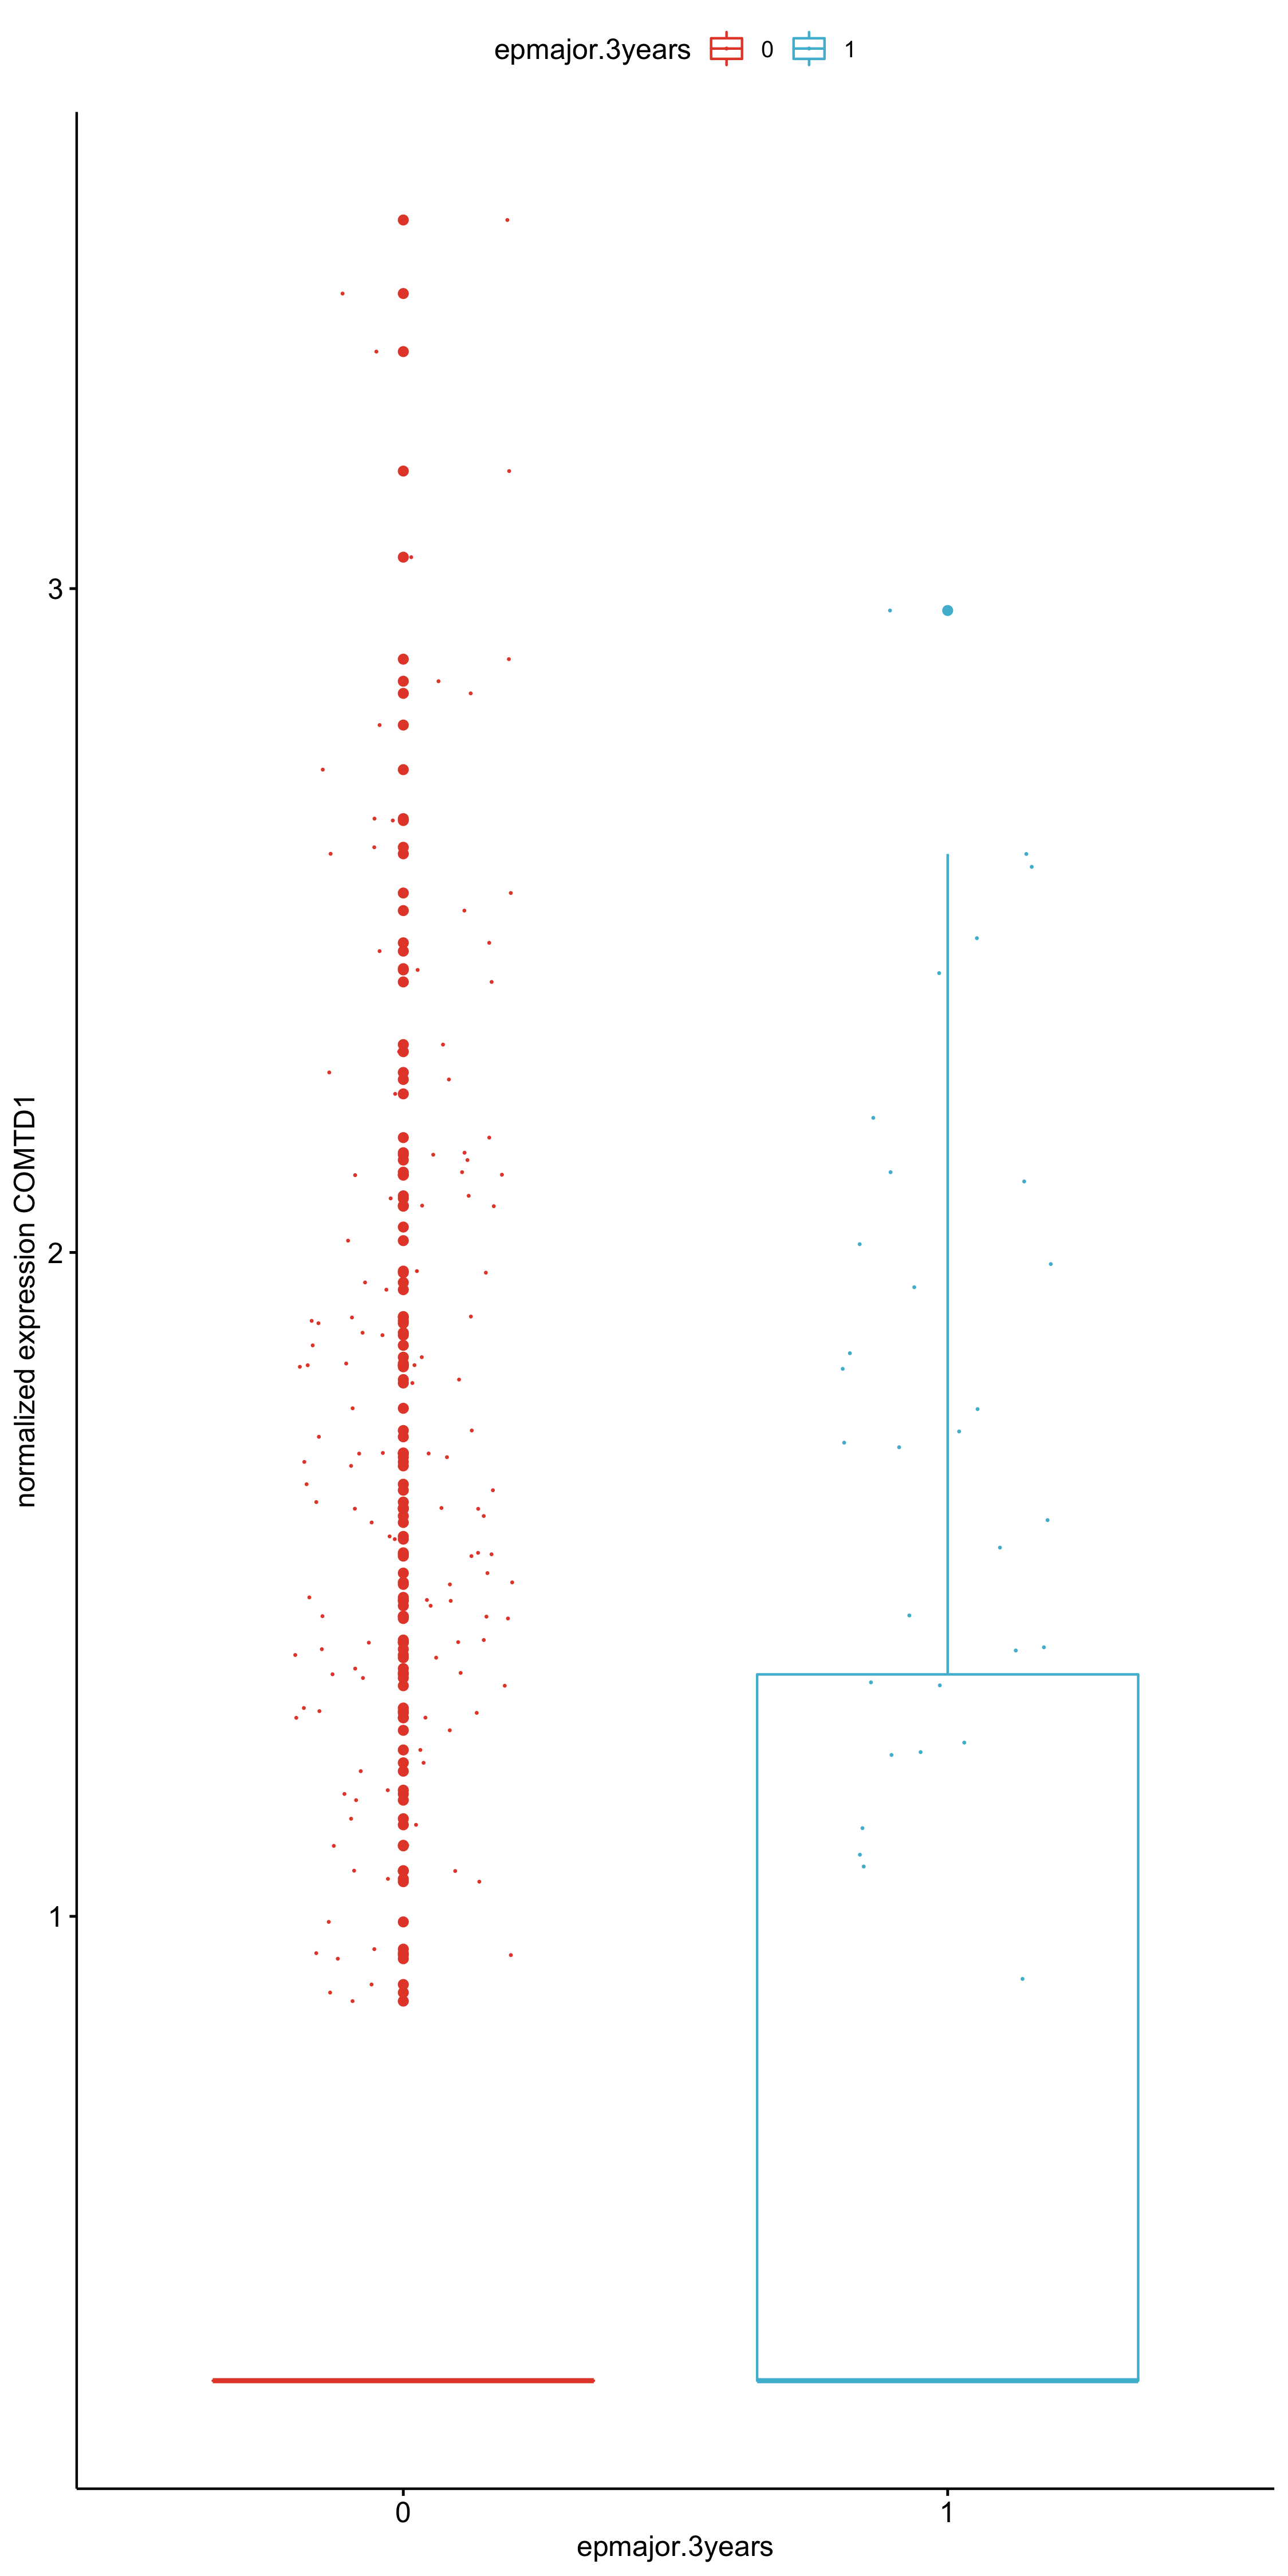 epmajor.3years 0 1
normalized expression COMTD1
3
2
1
0 1
epmajor.3years